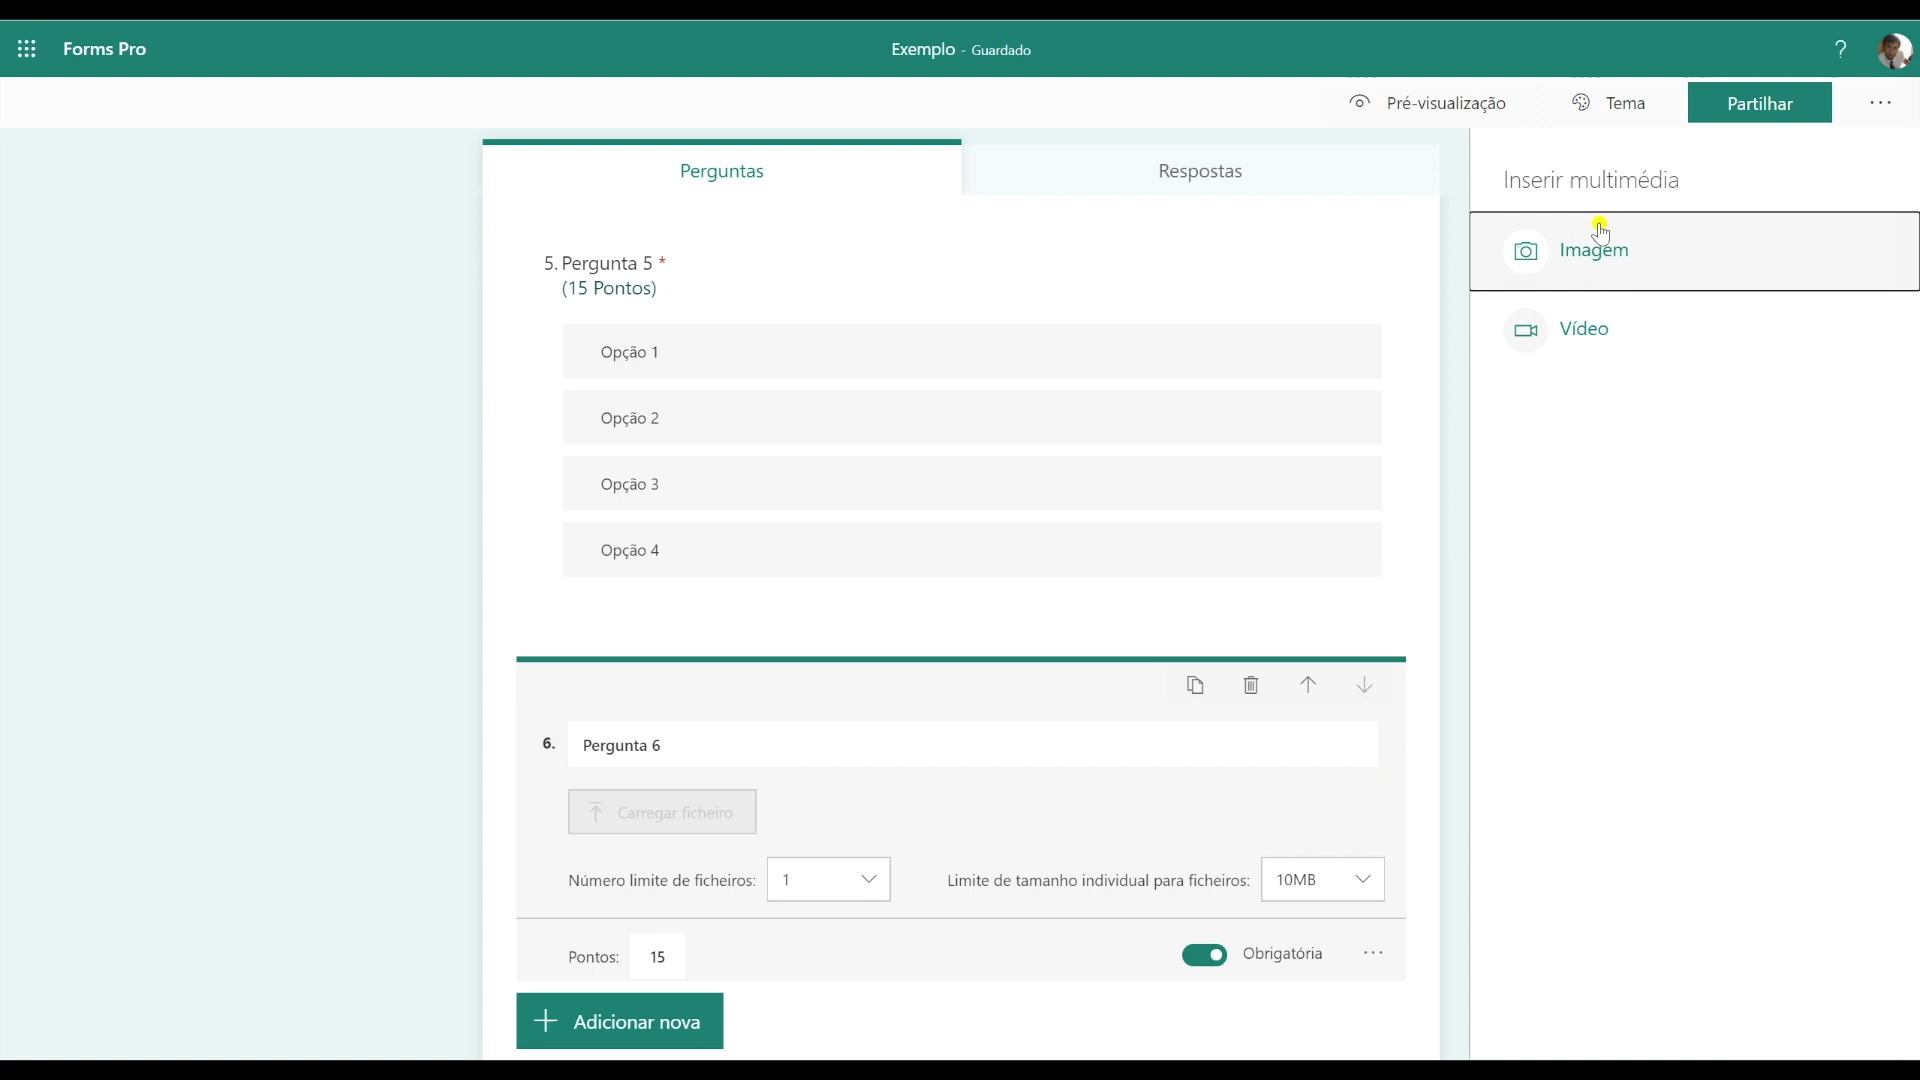 Forms Pro
Exemplo - Guardado
?
Pré-visualização
Tema
Partilhar
Perguntas
Respostas
Inserir multimédia
Imagem
Vídeo
5. Pergunta 5 *
(15 Pontos)
Opção 1
Opção 2
Opção 3
Opção 4
6. Pergunta 6
Carregar ficheiro
Número limite de ficheiros: 1
Limite de tamanho individual para ficheiros: 10MB
Pontos: 15
Obrigatória
Adicionar nova